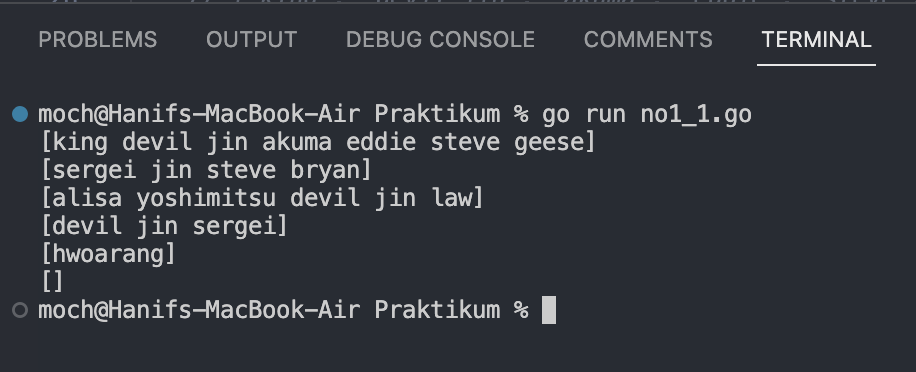 PROBLEMS OUTPUT DEBUG CONSOLE COMMENTS TERMINAL
moch@Hanifs-MacBook-Air Praktikum % go run no1_1.go
[king devil jin akuma eddie steve geese]
[sergei jin steve bryan]
[alisa yoshimitsu devil jin law]
[devil jin sergei]
[hwoarang]
[]
moch@Hanifs-MacBook-Air Praktikum %